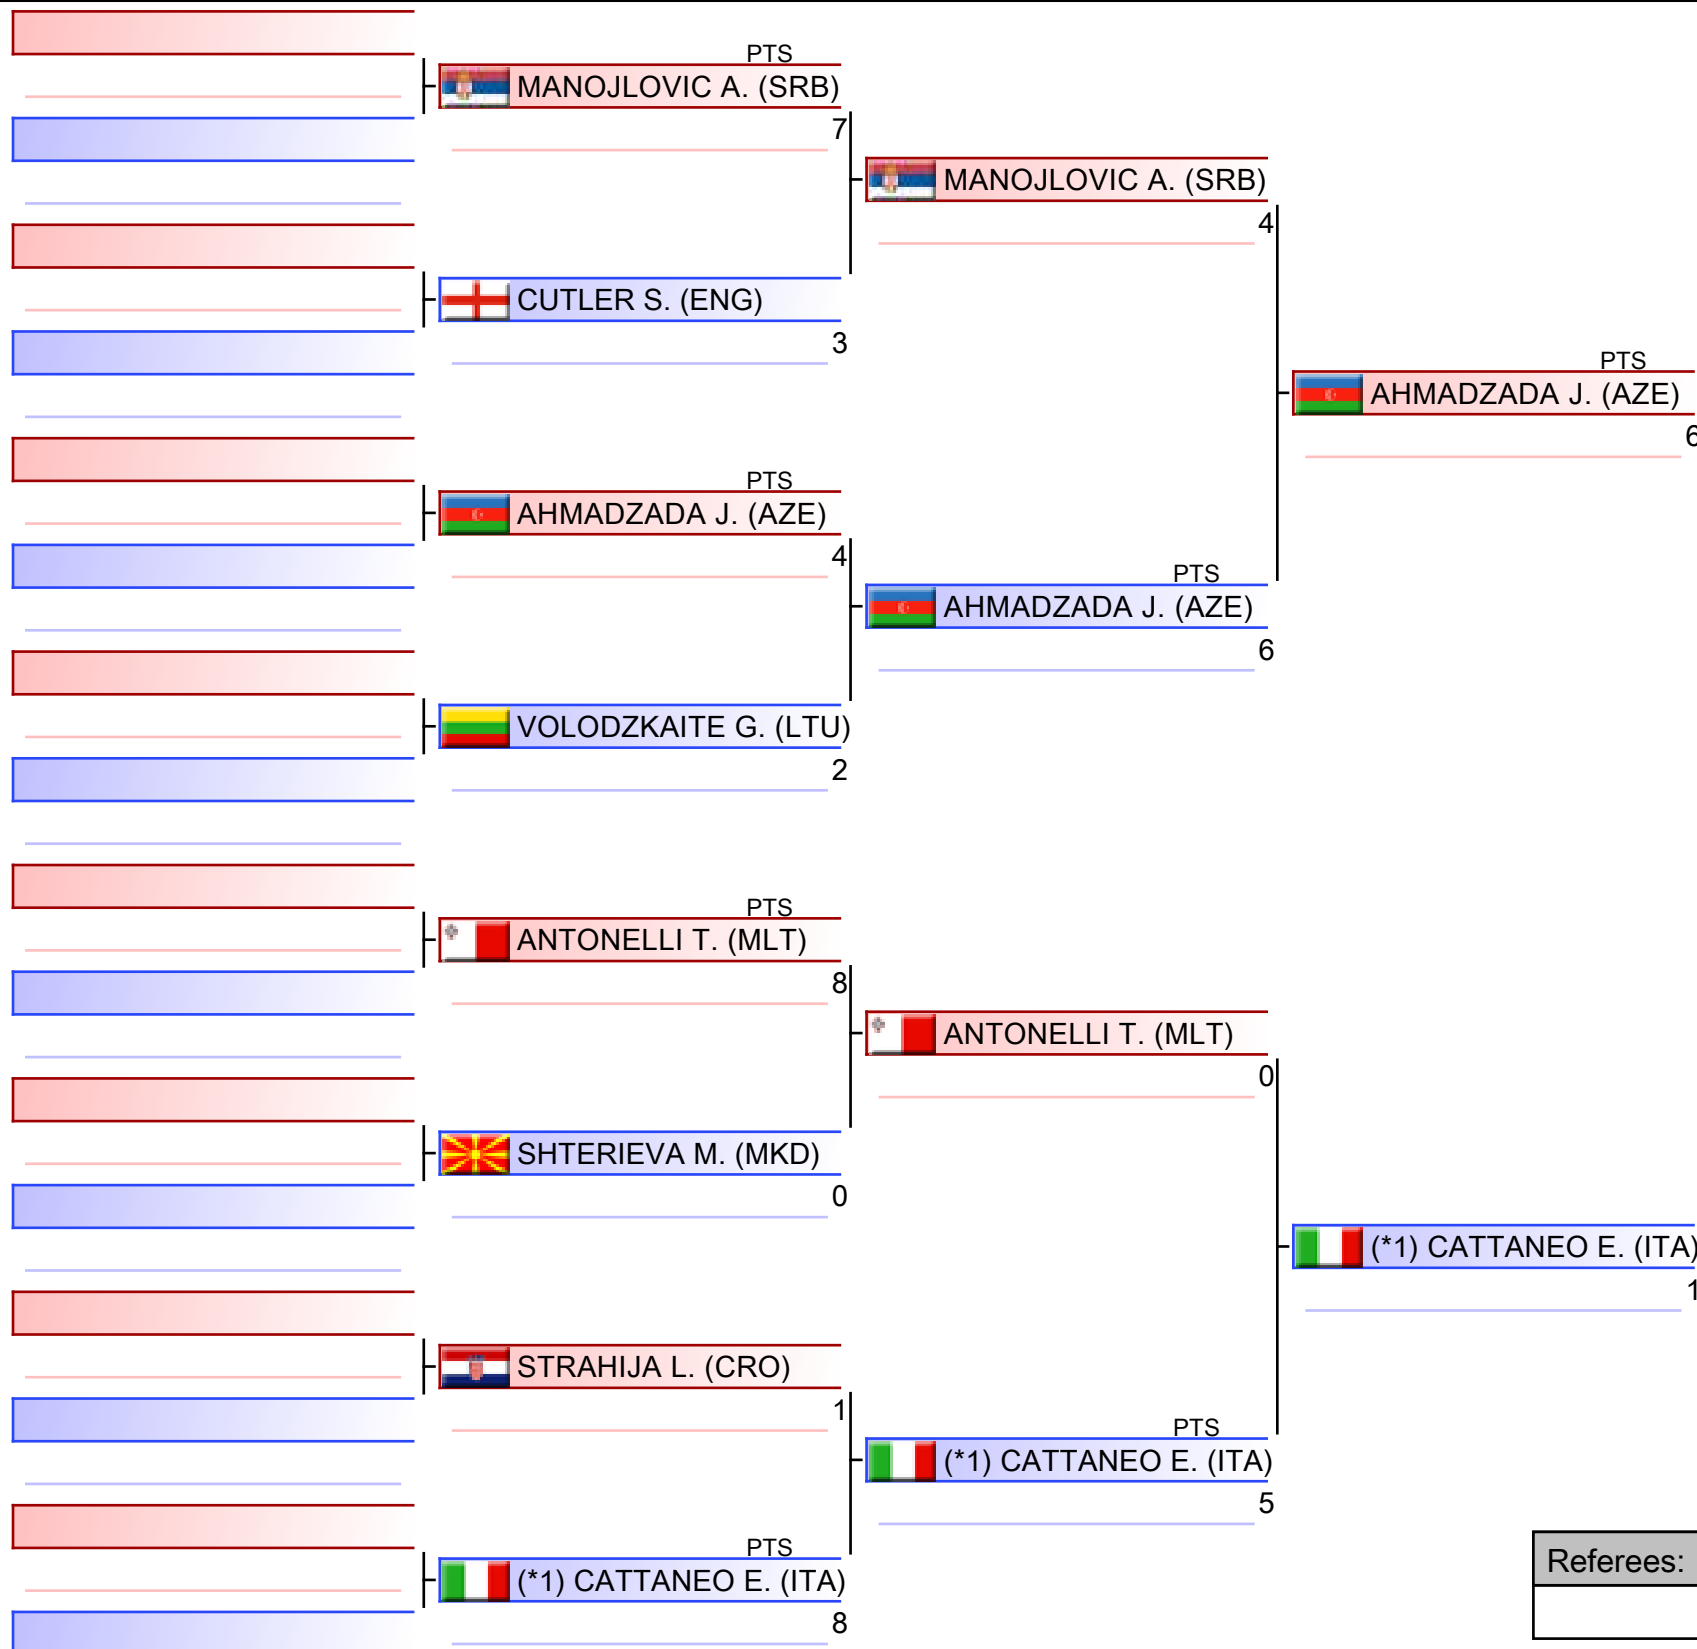 PTS
MANOJLOVIC A. (SRB)
7
CUTLER S. (ENG)
3
PTS
AHMADZADA J. (AZE)
4
VOLODZKAITE G. (LTU)
2
PTS
ANTONELLI T. (MLT)
8
SHTERIEVA M. (MKD)
0
STRAHIJA L. (CRO)
1
PTS
(*1) CATTANEO E. (ITA)
8
MANOJLOVIC A. (SRB)
4
PTS
AHMADZADA J. (AZE)
6
ANTONELLI T. (MLT)
0
PTS
(*1) CATTANEO E. (ITA)
5
PTS
AHMADZADA J. (AZE)
6
(*1) CATTANEO E. (ITA)
1
Referees: